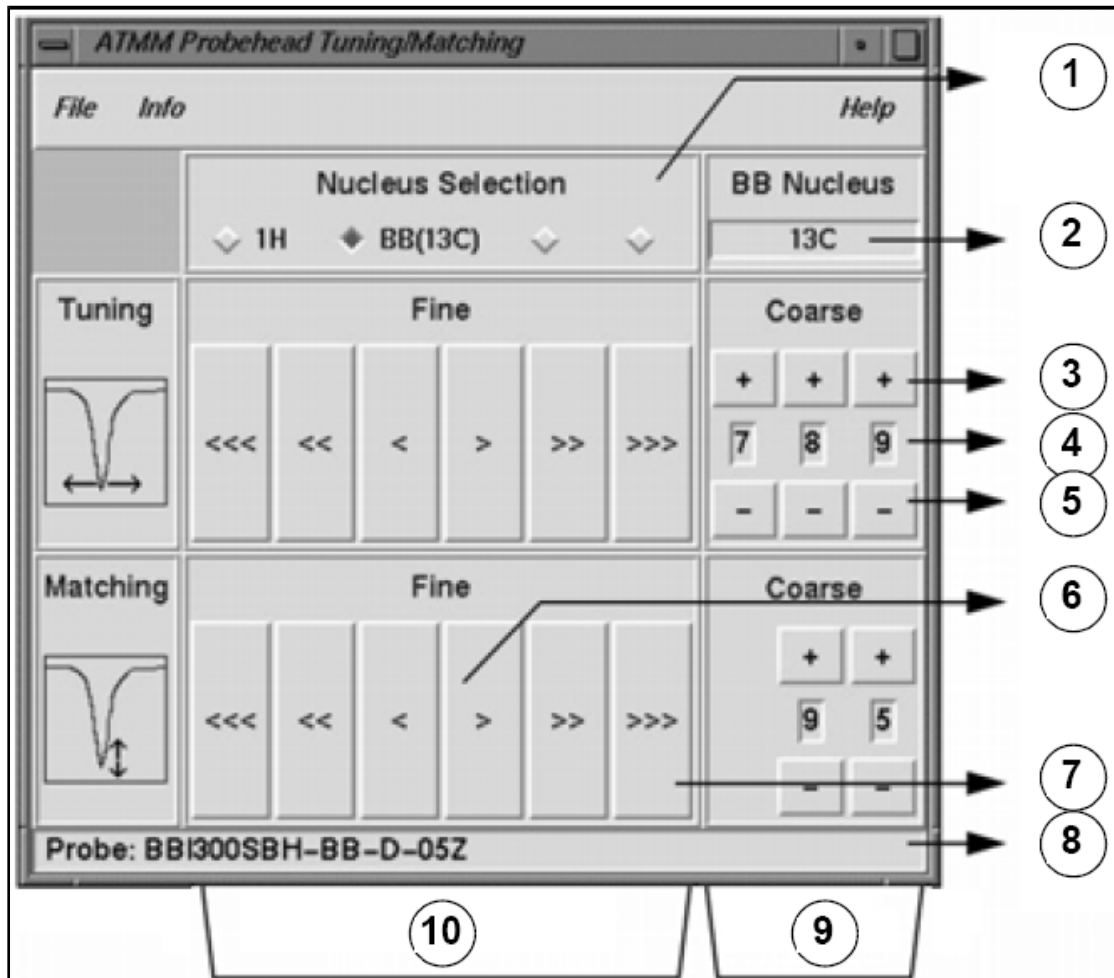 ATMM Probehead Tuning/Matching
File Info Help
1
Nucleus Selection BB Nucleus
1H BB(13C) 13C
2
Tuning Fine Coarse
+ + +
3
<<< << < > >> >>> 7 8 9
4
- - -
5
Matching Fine Coarse
6
+ +
<<< << < > >> >>> 9 5
- -
7
Probe: BBI300SBH-BB-D-05Z
8
10 9